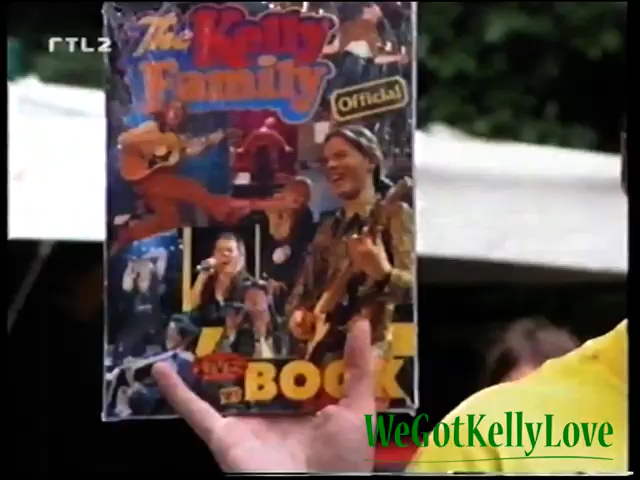 RTL2
The Kelly
Family
Official
BOOK
WeGotKellyLove